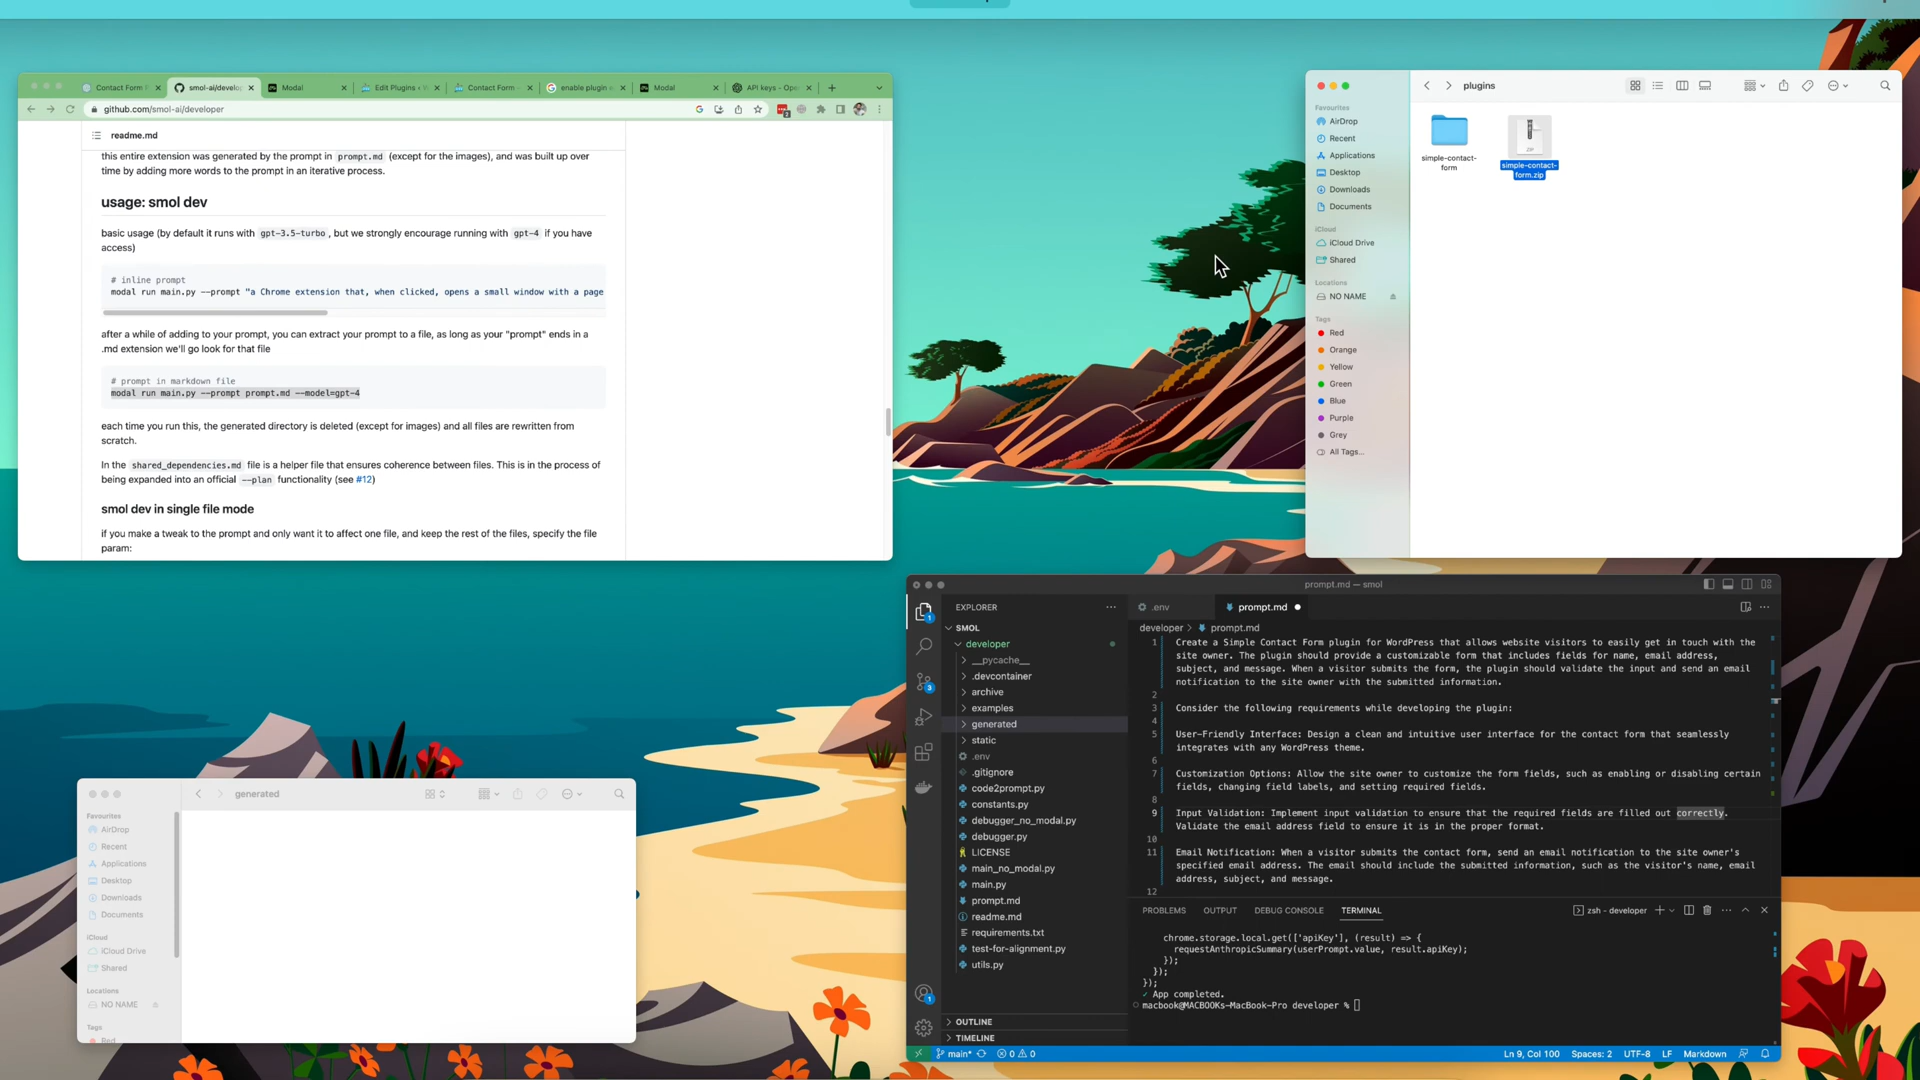 Contact Form P
smol-ai/develo
Modal
Edit Plugins
Contact Form
enable plugin
Modal
API keys - Ope
github.com/smol-ai/developer
readme.md
this entire extension was generated by the prompt in prompt.md (except for the images), and was built up over
time by adding more words to the prompt in an iterative process.
usage: smol dev
basic usage (by default it runs with gpt-3.5-turbo, but we strongly encourage running with gpt-4 if you have
access)
# inline prompt
modal run main.py --prompt "a Chrome extension that, when clicked, opens a small window with a page
after a while of adding to your prompt, you can extract your prompt to a file, as long as your "prompt" ends in a
.md extension we'll go look for that file
# prompt in markdown file
modal run main.py --prompt prompt.md --model=gpt-4
each time you run this, the generated directory is deleted (except for images) and all files are rewritten from
scratch.
In the shared_dependencies.md file is a helper file that ensures coherence between files. This is in the process of
being expanded into an official --plan functionality (see #12)
smol dev in single file mode
if you make a tweak to the prompt and only want it to affect one file, and keep the rest of the files, specify the file
param:
plugins
Favourites
AirDrop
Recent
Applications
Desktop
Downloads
Documents
iCloud
iCloud Drive
Shared
Locations
NO NAME
Tags
Red
Orange
Yellow
Green
Blue
Purple
Grey
All Tags...
simple-contact-
form
ZIP
simple-contact-
form.zip
generated
Favourites
AirDrop
Recent
Applications
Desktop
Downloads
Documents
iCloud
iCloud Drive
Shared
Locations
NO NAME
Tags
Red
prompt.md — smol
EXPLORER
SMOL
developer
__pycache__
.devcontainer
archive
examples
generated
static
.env
.gitignore
code2prompt.py
constants.py
debugger_no_modal.py
debugger.py
LICENSE
main_no_modal.py
main.py
prompt.md
readme.md
requirements.txt
test-for-alignment.py
utils.py
OUTLINE
TIMELINE
1
3
1
.env
prompt.md
developer > prompt.md
1 Create a Simple Contact Form plugin for WordPress that allows website visitors to easily get in touch with the
site owner. The plugin should provide a customizable form that includes fields for name, email address,
subject, and message. When a visitor submits the form, the plugin should validate the input and send an email
notification to the site owner with the submitted information.
2
3 Consider the following requirements while developing the plugin:
4
5 User-Friendly Interface: Design a clean and intuitive user interface for the contact form that seamlessly
integrates with any WordPress theme.
6
7 Customization Options: Allow the site owner to customize the form fields, such as enabling or disabling certain
fields, changing field labels, and setting required fields.
8
9 Input Validation: Implement input validation to ensure that the required fields are filled out correctly.
Validate the email address field to ensure it is in the proper format.
10
11 Email Notification: When a visitor submits the contact form, send an email notification to the site owner's
specified email address. The email should include the submitted information, such as the visitor's name, email
address, subject, and message.
12
PROBLEMS
OUTPUT
DEBUG CONSOLE
TERMINAL
zsh - developer
chrome.storage.local.get(['apiKey'], (result) => {
requestAnthropicSummary(userPrompt.value, result.apiKey);
});
});
});
✓ App completed.
macbook@MACBOOKs-MacBook-Pro developer %
main*
0
0
Ln 9, Col 100
Spaces: 2
UTF-8
LF
Markdown